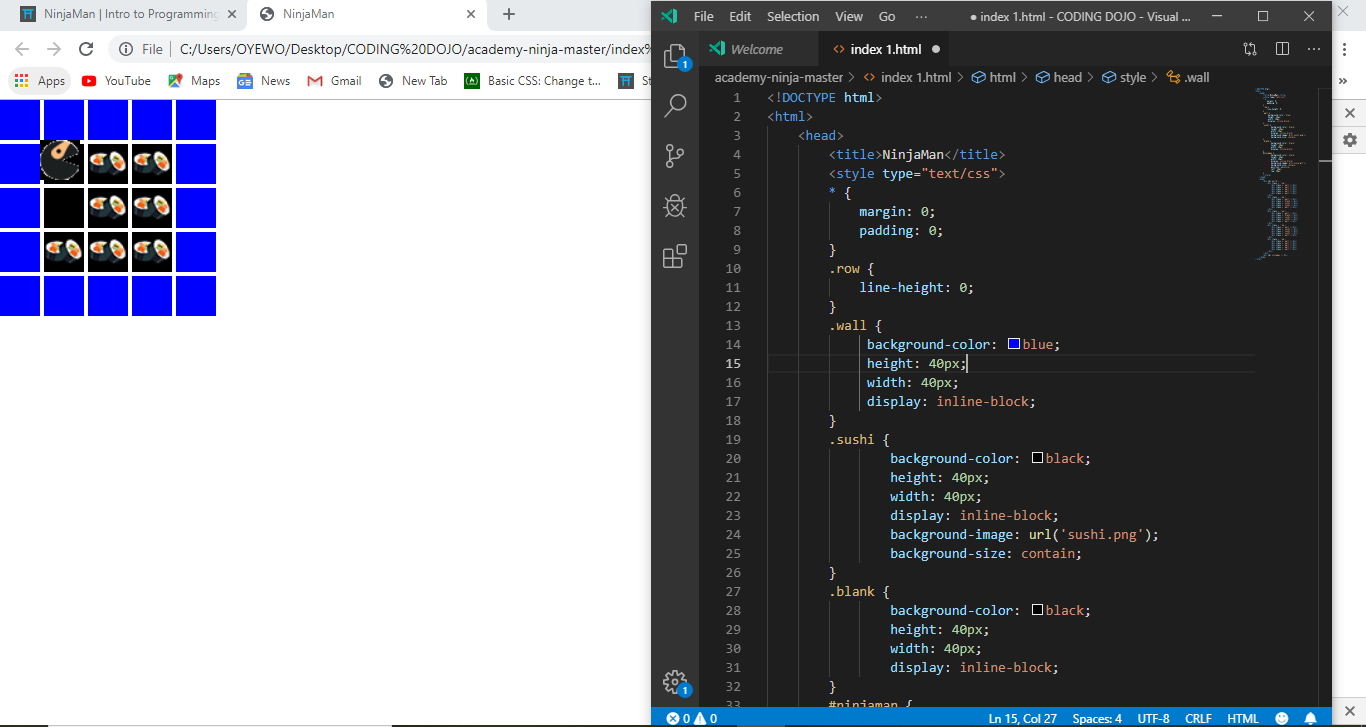 NinjaMan | Intro to Programming
NinjaMan
File | C:/Users/OYEWO/Desktop/CODING%20DOJO/academy-ninja-master/index%
Apps YouTube Maps News Gmail New Tab Basic CSS: Change t... St
File Edit Selection View Go ... ● index 1.html - CODING DOJO - Visual ...
Welcome <> index 1.html ●
academy-ninja-master > <> index 1.html > html > head > style > .wall
1 <!DOCTYPE html>
2 <html>
3 <head>
4 <title>NinjaMan</title>
5 <style type="text/css">
6 * {
7 margin: 0;
8 padding: 0;
9 }
10 .row {
11 line-height: 0;
12 }
13 .wall {
14 background-color: blue;
15 height: 40px;
16 width: 40px;
17 display: inline-block;
18 }
19 .sushi {
20 background-color: black;
21 height: 40px;
22 width: 40px;
23 display: inline-block;
24 background-image: url('sushi.png');
25 background-size: contain;
26 }
27 .blank {
28 background-color: black;
29 height: 40px;
30 width: 40px;
31 display: inline-block;
32 }
33 #ninjaman {
1
1
0 0 Ln 15, Col 27 Spaces: 4 UTF-8 CRLF HTML